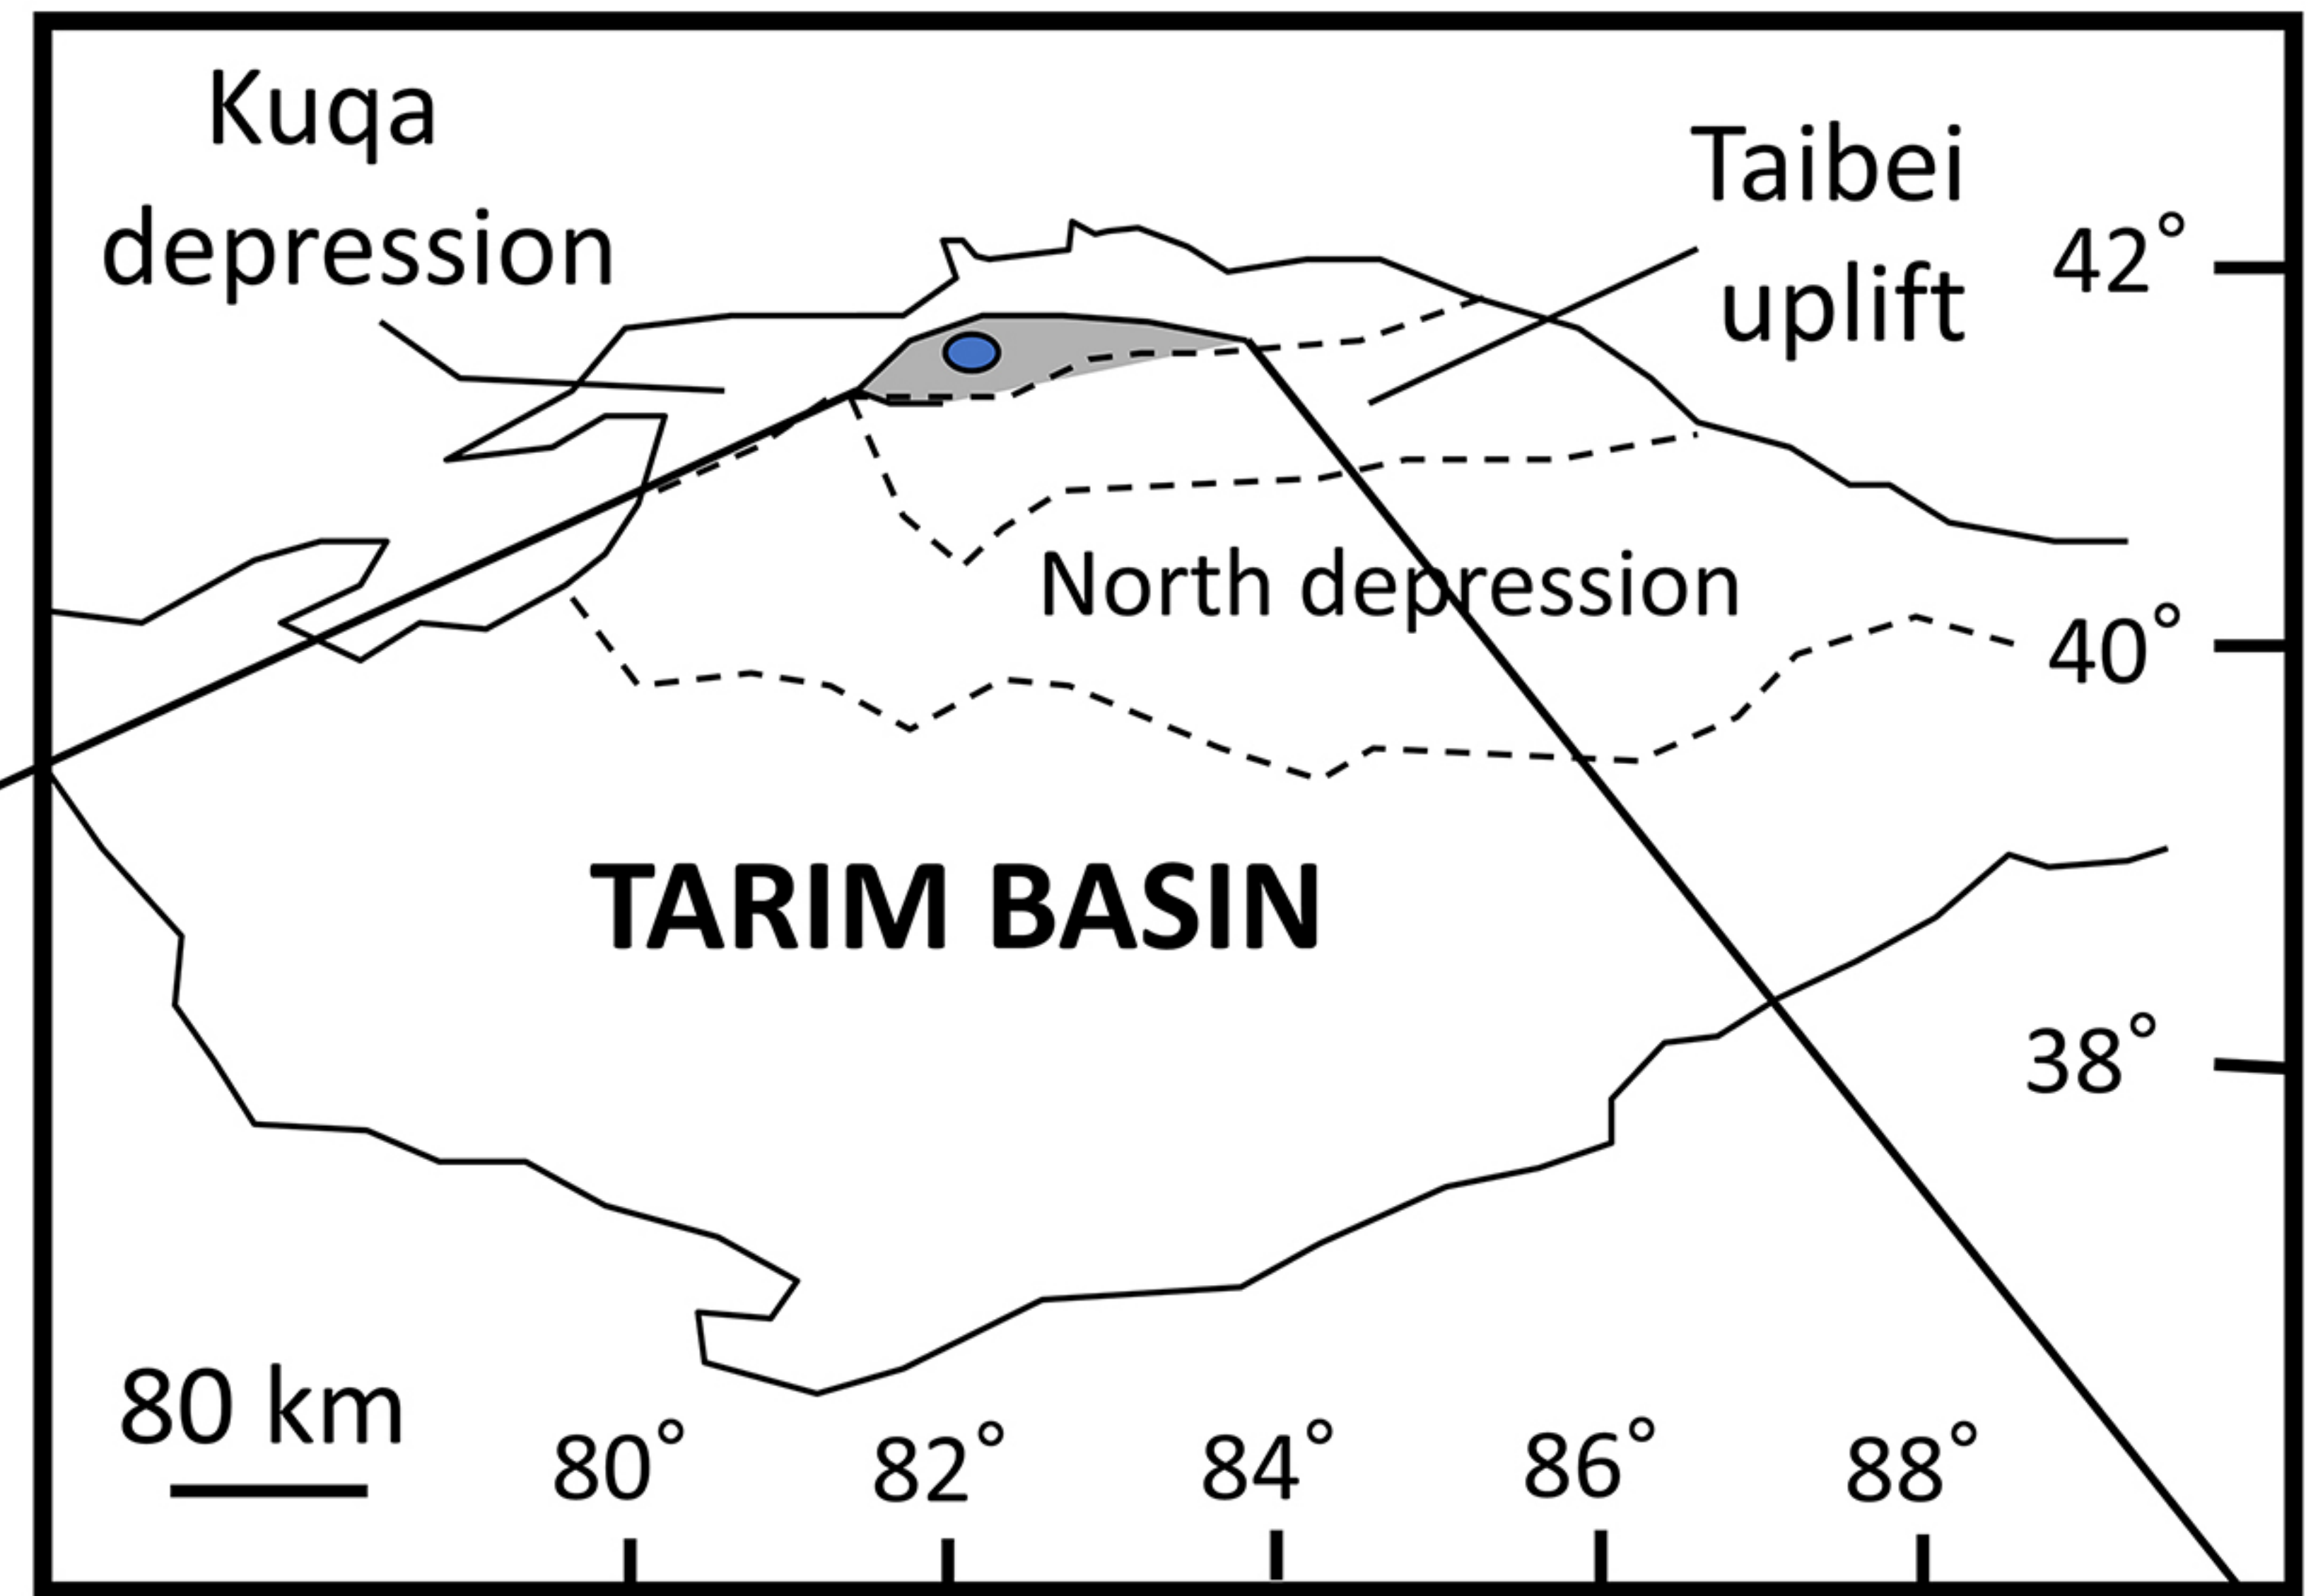 Kuqa
depression
Taibei
uplift
42°
North depression
40°
TARIM BASIN
38°
80 km
80°
82°
84°
86°
88°